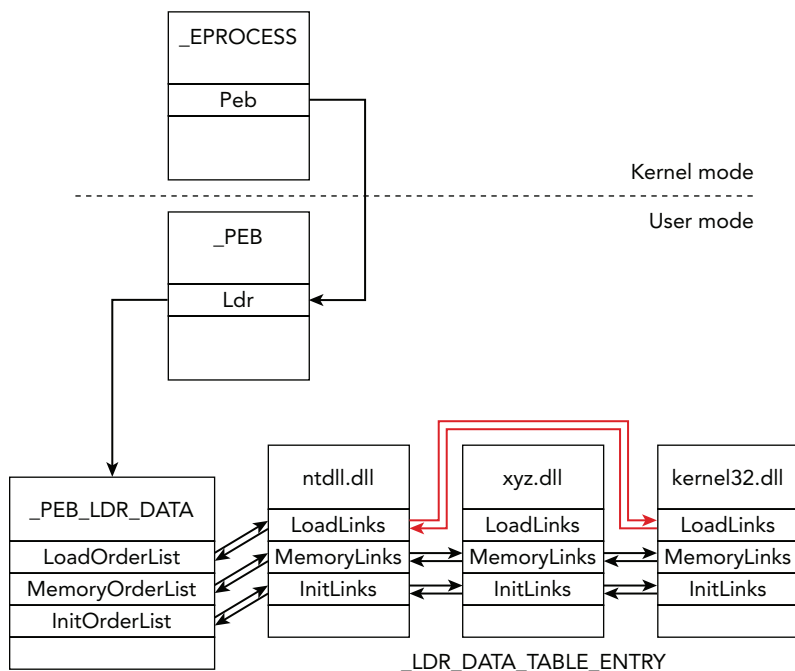 _EPROCESS
Peb
Kernel mode
User mode
_PEB
Ldr
_PEB_LDR_DATA
LoadOrderList
MemoryOrderList
InitOrderList
ntdll.dll
LoadLinks
MemoryLinks
InitLinks
xyz.dll
LoadLinks
MemoryLinks
InitLinks
kernel32.dll
LoadLinks
MemoryLinks
InitLinks
_LDR_DATA_TABLE_ENTRY